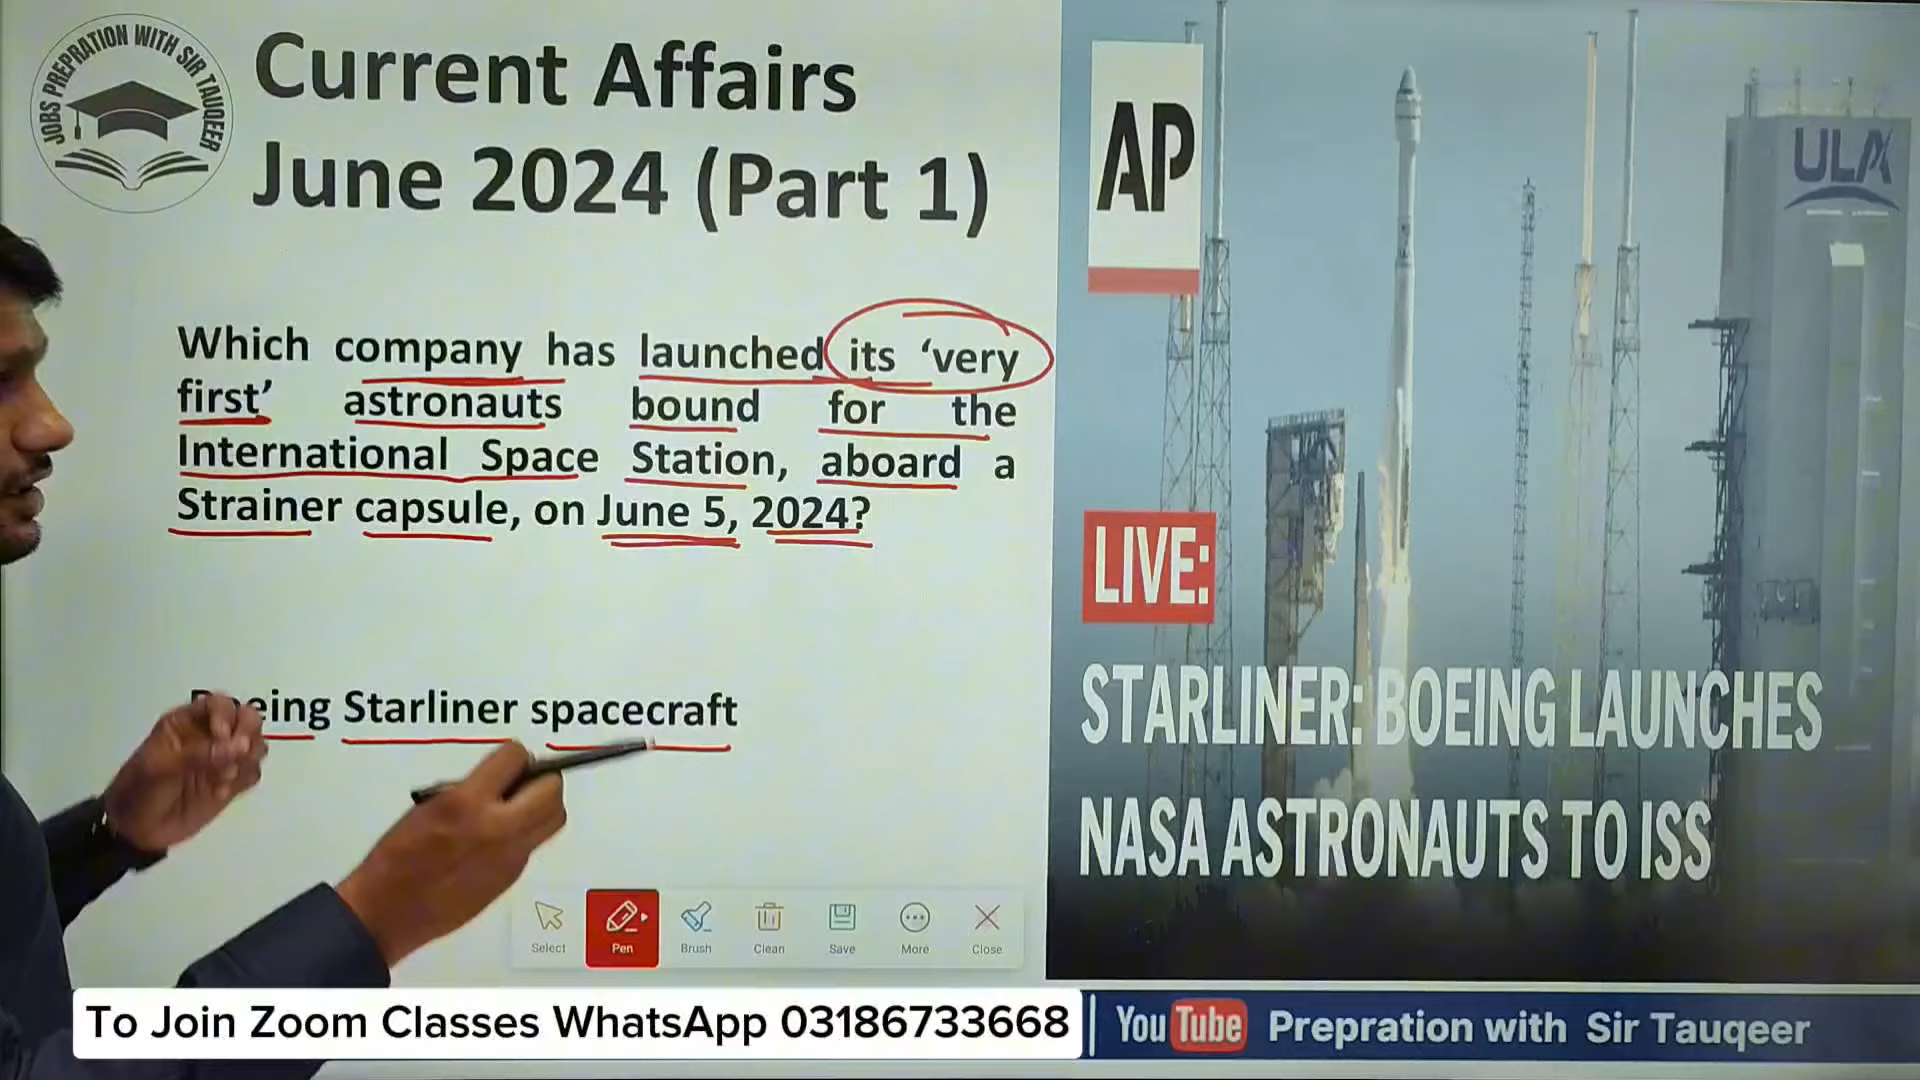 JOBS PREPRATION WITH SIR TAUQEER
Current Affairs
June 2024 (Part 1)
Which company has launched its ‘very
first’ astronauts bound for the
International Space Station, aboard a
Strainer capsule, on June 5, 2024?
Boeing Starliner spacecraft
Select
Pen
Brush
Clean
Save
More
Close
AP
ULA
LIVE:
STARLINER: BOEING LAUNCHES
NASA ASTRONAUTS TO ISS
To Join Zoom Classes WhatsApp 03186733668
YouTube Prepration with Sir Tauqeer